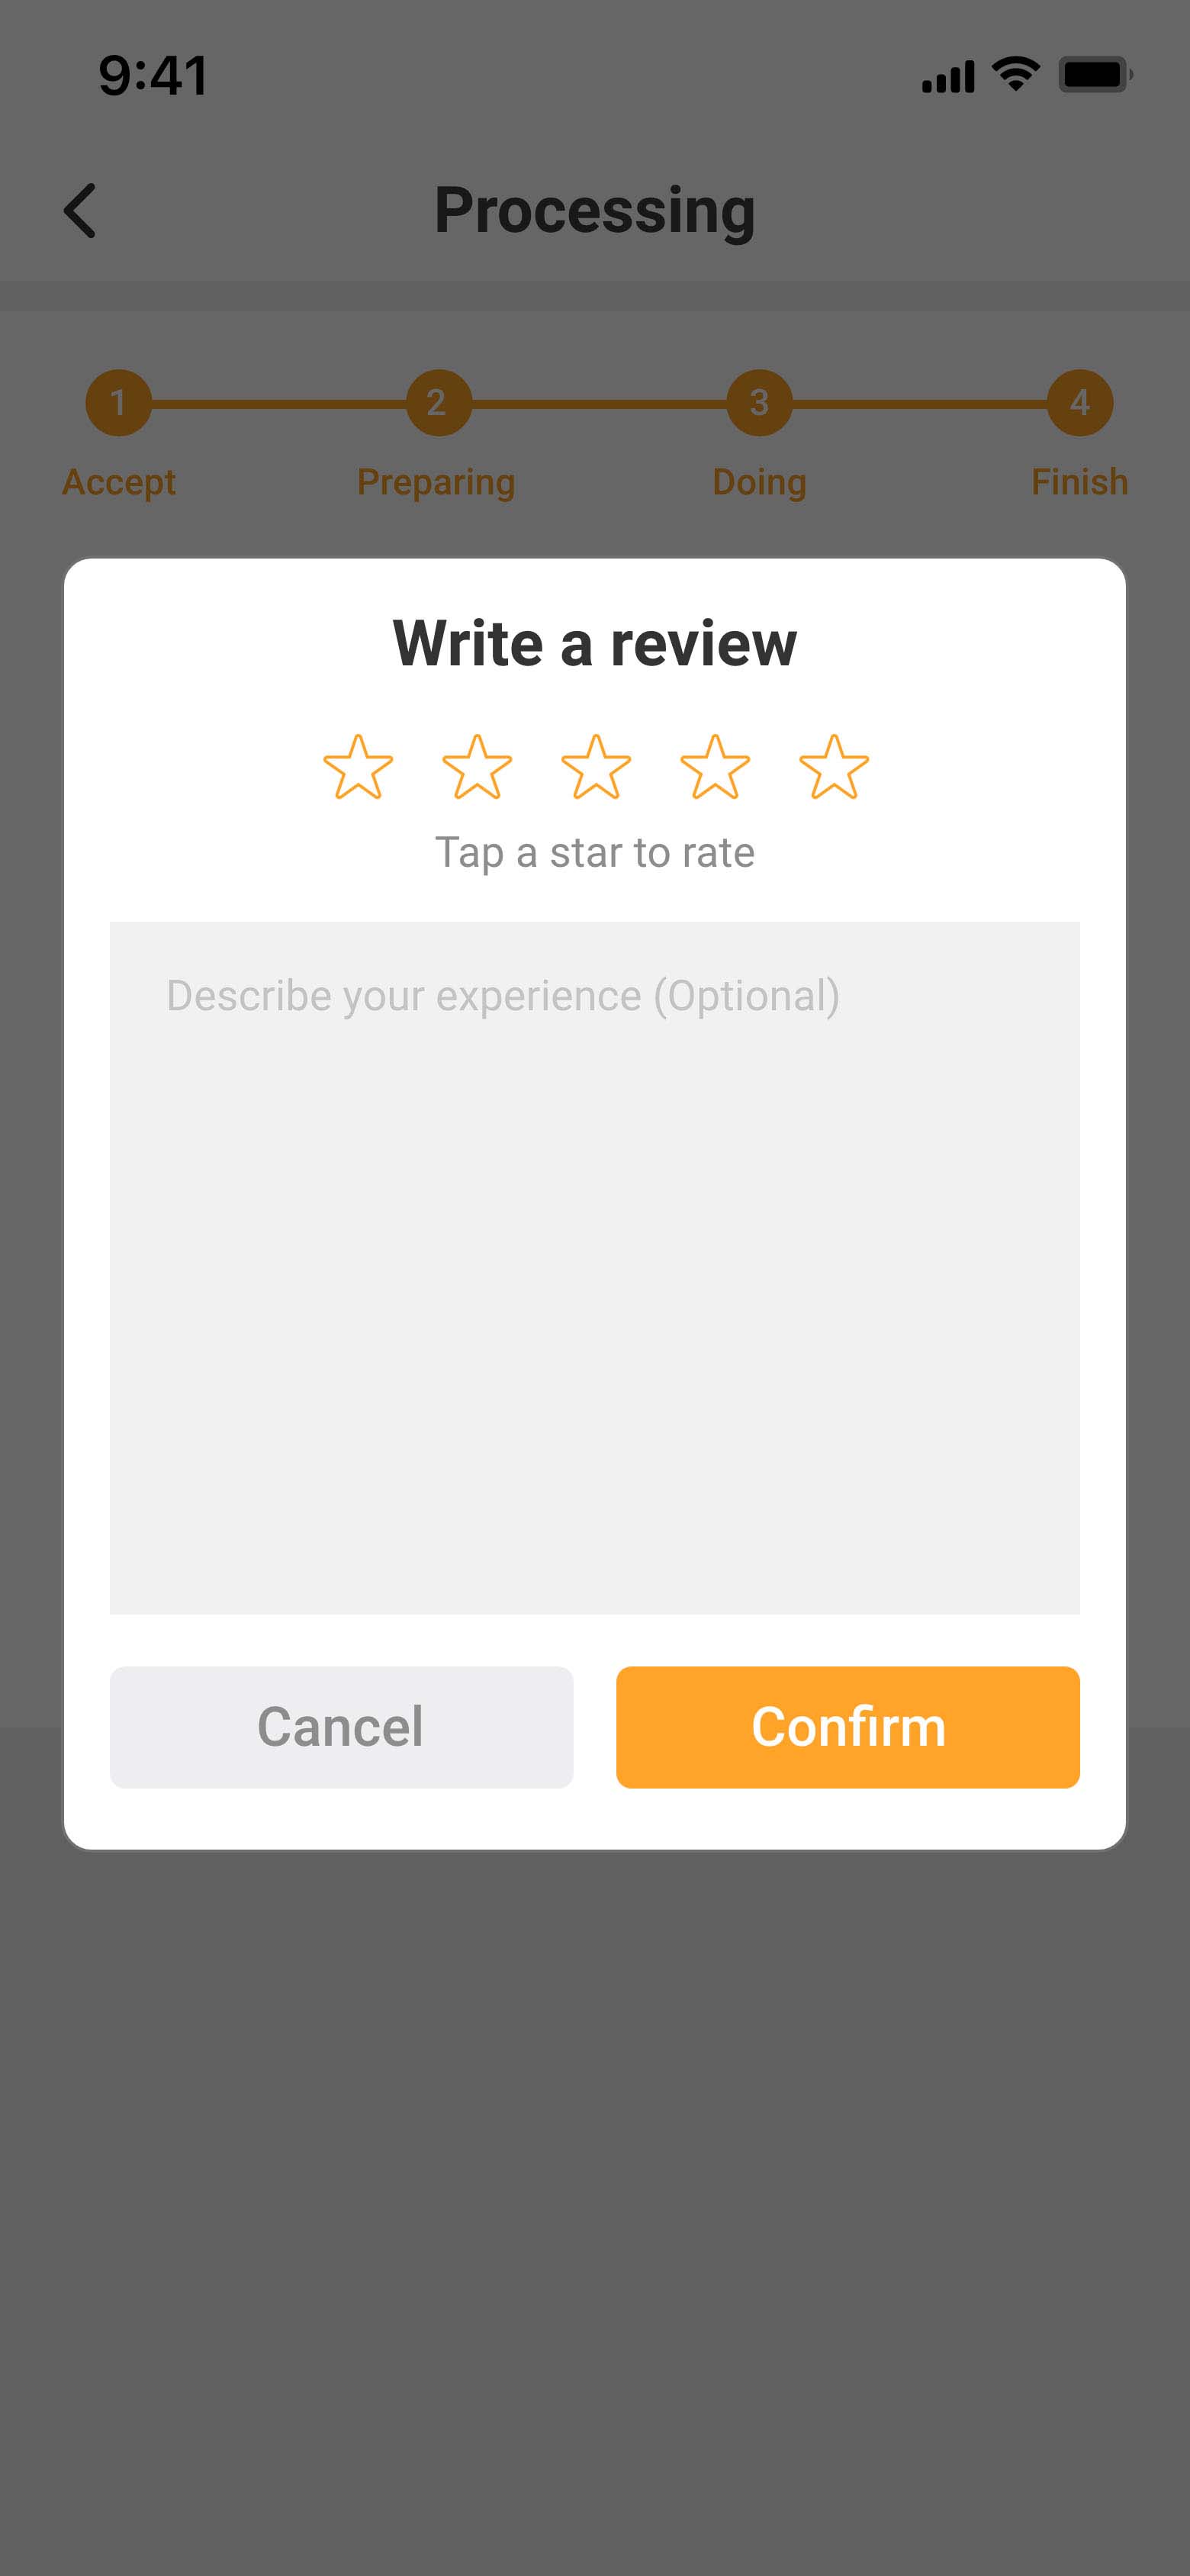 9:41
Processing
1 2 3 4
Accept Preparing Doing Finish
Write a review
Tap a star to rate
Describe your experience (Optional)
Cancel Confirm